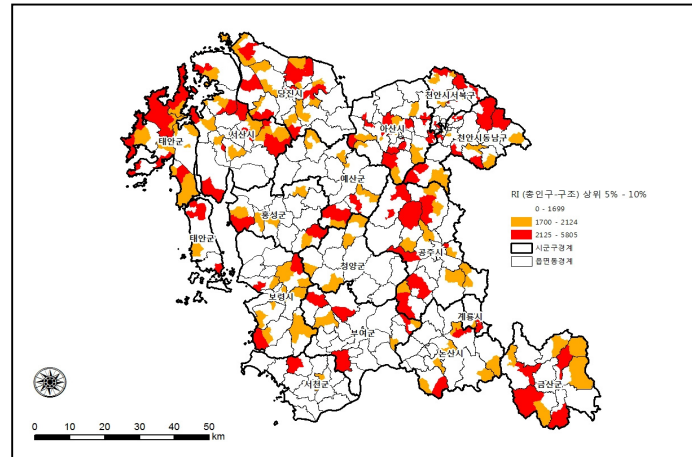 당진시
천안시서북구
아산시
천안시동남구
서산시
태안군
예산군
RI (총인구-구조) 상위 5% - 10%
0 - 1699
1700 - 2124
2125 - 5805
시군구경계
읍면동경계
홍성군
태안군
공주시
청양군
보령시
계룡시
부여군
논산시
서천군
금산군
0 10 20 30 40 50
km